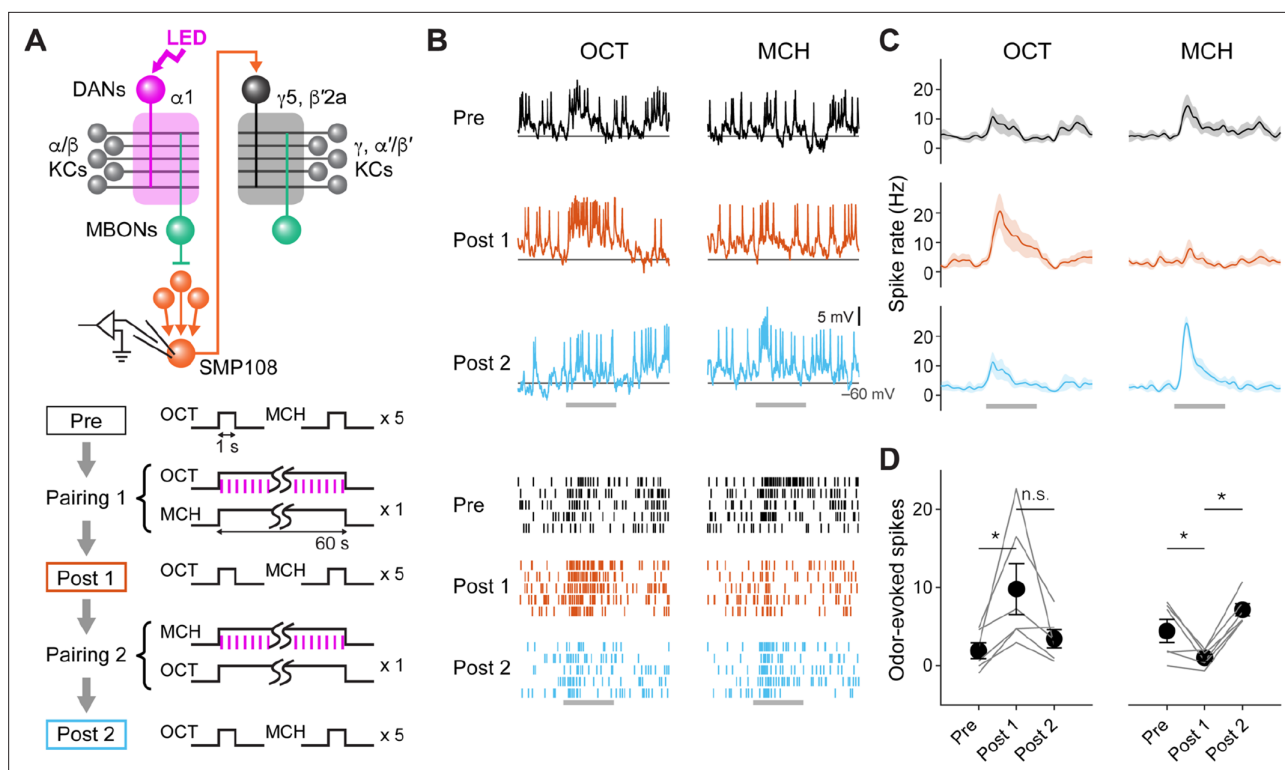 A
LED
DANs
α1
γ5, β′2a
α/β
KCs
γ, α′/β′
KCs
MBONs
SMP108
Pre
OCT
MCH
x 5
1 s
Pairing 1
OCT
MCH
x 1
60 s
Post 1
OCT
MCH
x 5
Pairing 2
MCH
OCT
x 1
Post 2
OCT
MCH
x 5
B
OCT
MCH
Pre
Post 1
Post 2
5 mV
–60 mV
Pre
Post 1
Post 2
C
OCT
MCH
Spike rate (Hz)
20
10
0
20
10
0
20
10
0
D
Odor-evoked spikes
20
10
0
n.s.
*
*
*
Pre
Post 1
Post 2
Pre
Post 1
Post 2